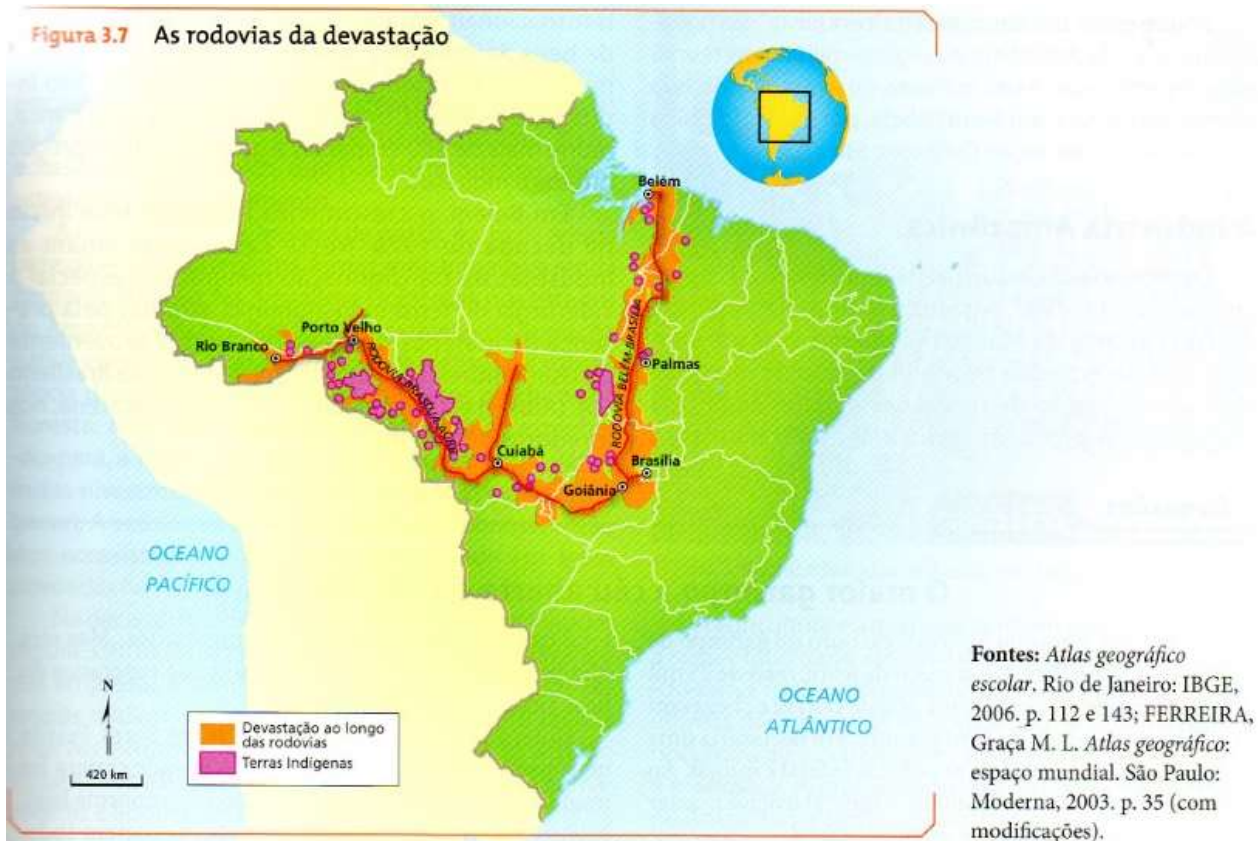 Figura 3.7 As rodovias da devastação
Belém
Porto Velho
Rio Branco
RODOVIA BRASÍLIA-ACRE
RODOVIA BELÉM-BRASÍLIA
Palmas
Cuiabá
Brasília
Goiânia
OCEANO
PACÍFICO
OCEANO
ATLÂNTICO
N
420 km
Devastação ao longo
das rodovias
Terras Indígenas
Fontes: Atlas geográfico
escolar. Rio de Janeiro: IBGE,
2006. p. 112 e 143; FERREIRA,
Graça M. L. Atlas geográfico:
espaço mundial. São Paulo:
Moderna, 2003. p. 35 (com
modificações).